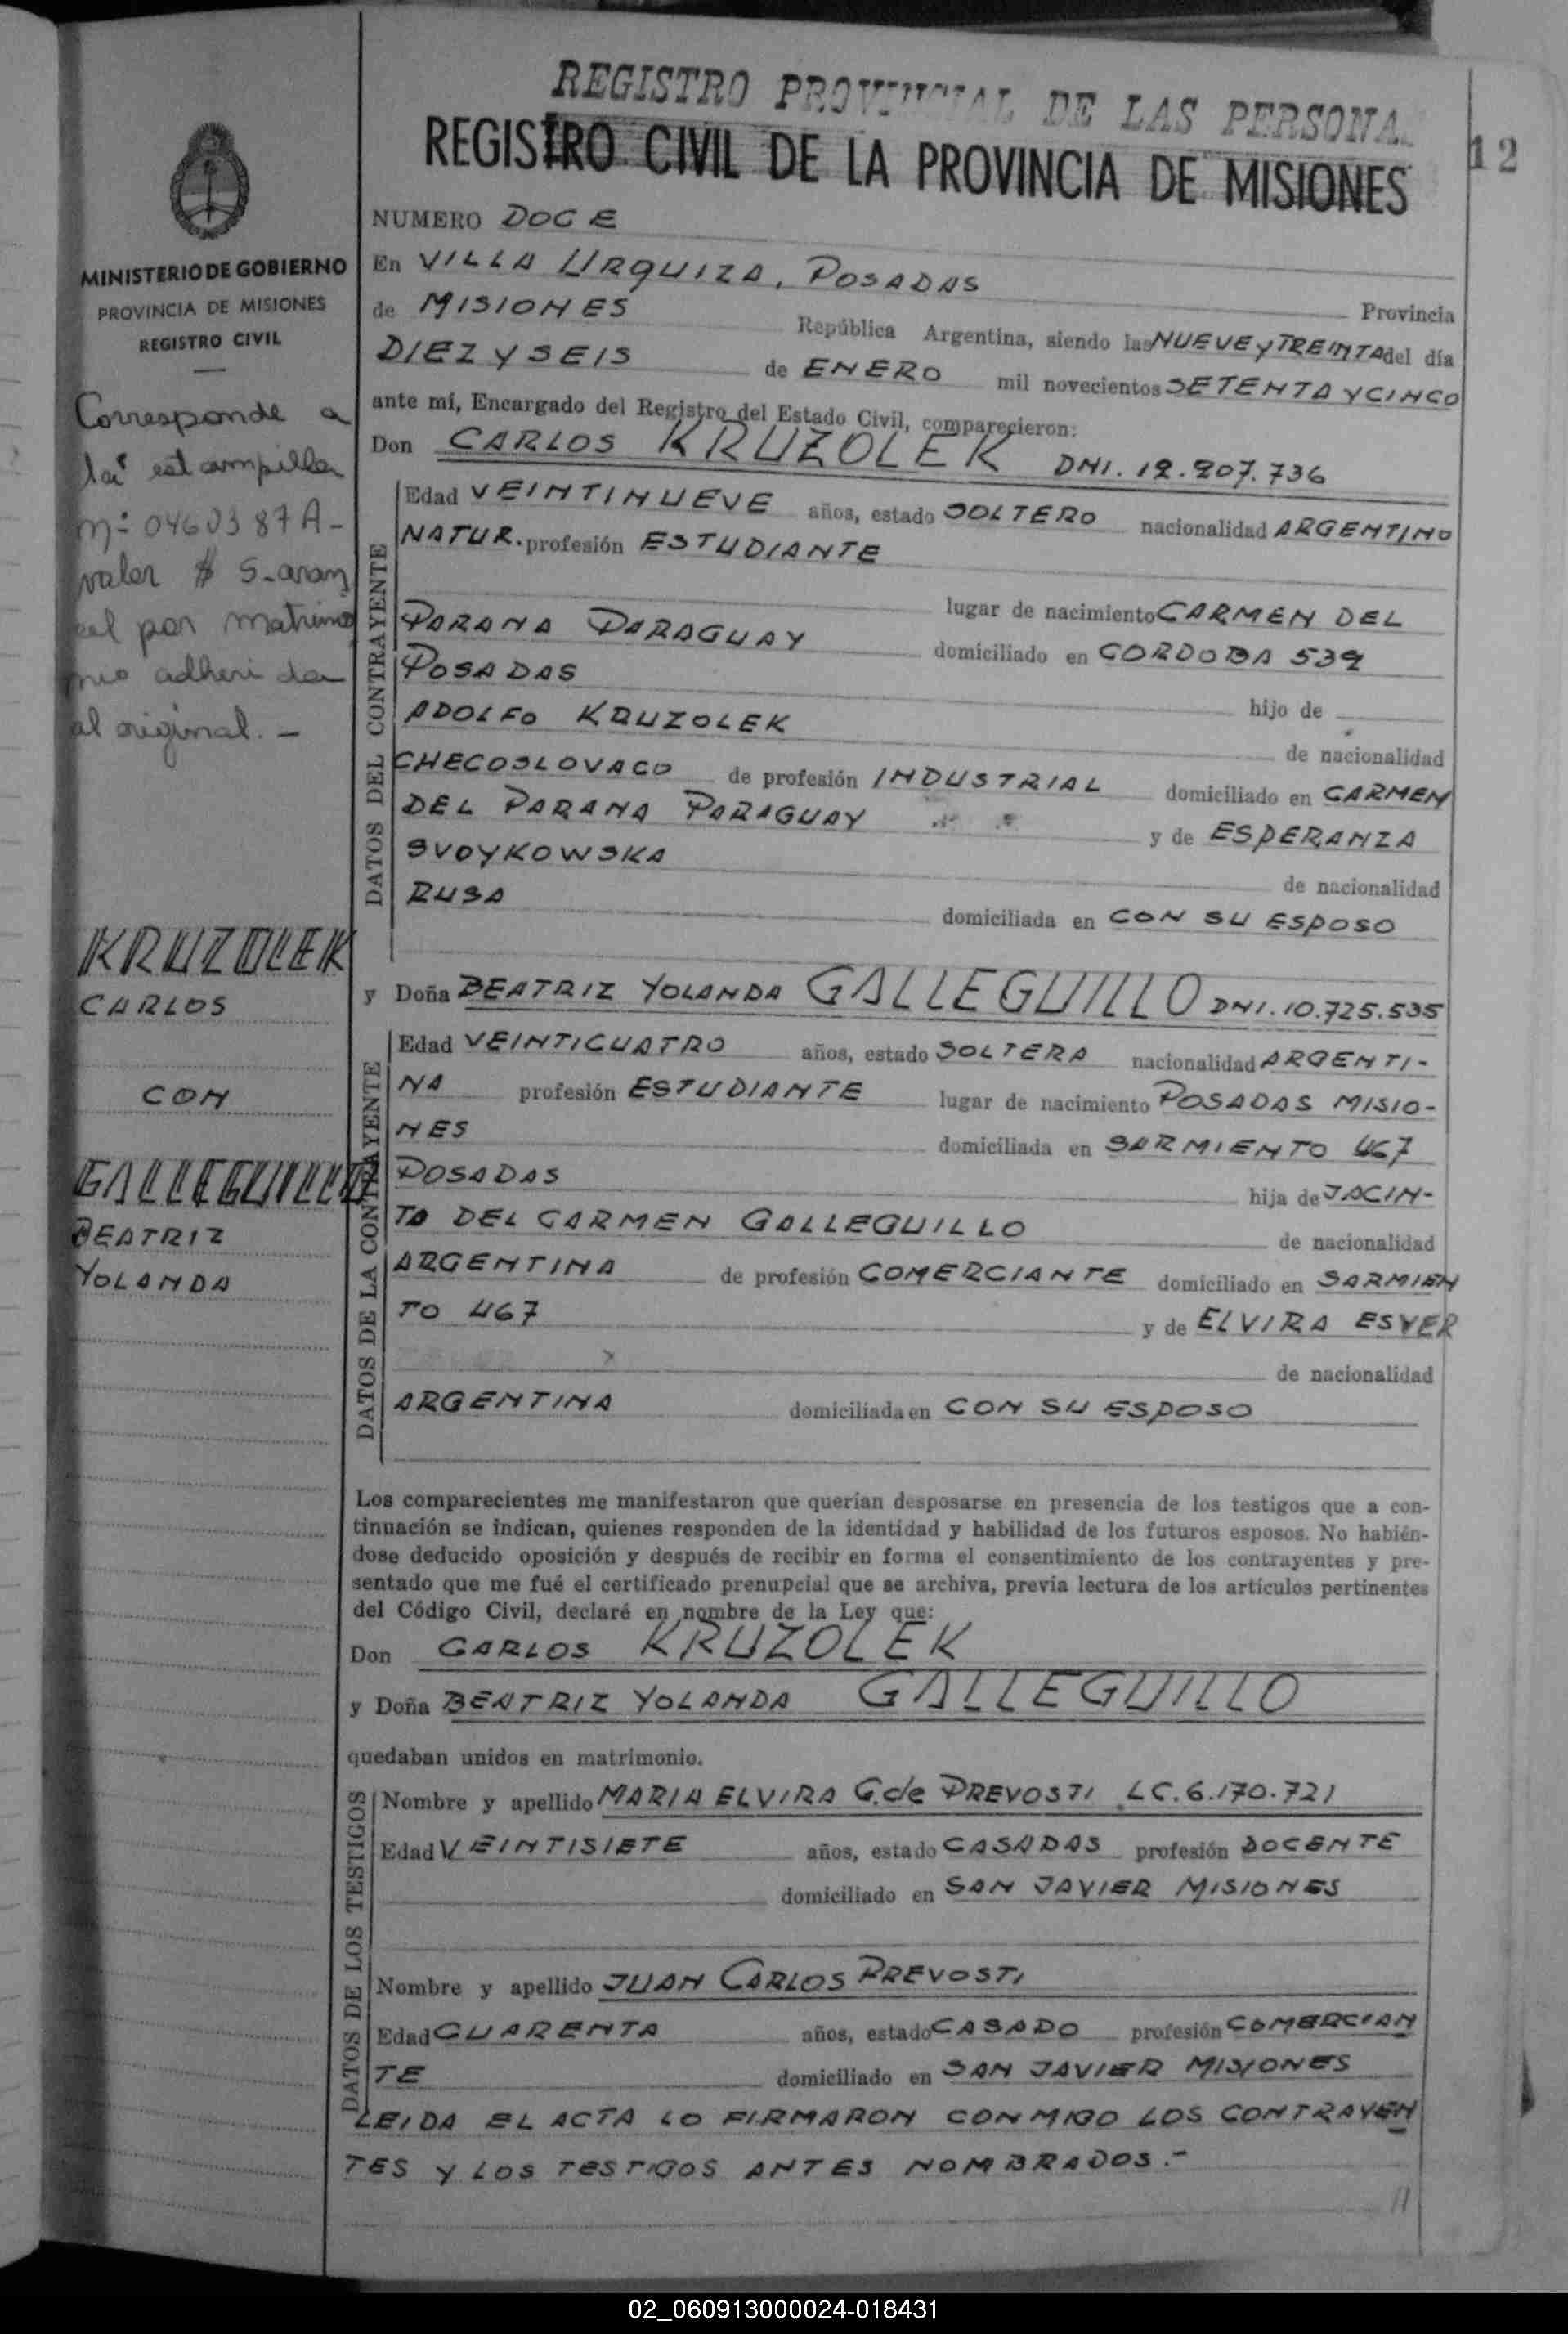 REGISTRO PROVINCIAL DE LAS PERSONA
REGISTRO CIVIL DE LA PROVINCIA DE MISIONES
12
MINISTERIO DE GOBIERNO
PROVINCIA DE MISIONES
REGISTRO CIVIL
Corresponde a
la estampilla
nº 0460387A-
valor $ 5-aran
cel por matrimo
nio adherida
al original. -
KRUZOLEK
CARLOS
CON
GALLEGUILLO
BEATRIZ
YOLANDA
NUMERO DOCE
En VILLA URQUIZA, POSADAS Provincia
de MISIONES República Argentina, siendo las NUEVE y TREINTA del día
DIEZ Y SEIS de ENERO mil novecientos SETENTA Y CINCO
ante mí, Encargado del Registro del Estado Civil, comparecieron:
Don CARLOS KRUZOLEK DNI. 12.207.736
DATOS DEL CONTRAYENTE
Edad VEINTINUEVE años, estado SOLTERO nacionalidad ARGENTINO
NATUR. profesión ESTUDIANTE
lugar de nacimiento CARMEN DEL
PARANA PARAGUAY domiciliado en CORDOBA 539
POSADAS hijo de
ADOLFO KRUZOLEK de nacionalidad
CHECOSLOVACO de profesión INDUSTRIAL domiciliado en CARMEN
DEL PARANA PARAGUAY y de ESPERANZA
SVOYKOWSKA de nacionalidad
RUSA domiciliada en CON SU ESPOSO
y Doña BEATRIZ YOLANDA GALLEGUILLO DNI. 10.725.535
DATOS DE LA CONTRAYENTE
Edad VEINTICUATRO años, estado SOLTERA nacionalidad ARGENTI-
NA profesión ESTUDIANTE lugar de nacimiento POSADAS MISIO-
NES domiciliada en SARMIENTO 467
POSADAS hija de JACIN-
TO DEL CARMEN GALLEGUILLO de nacionalidad
ARGENTINA de profesión COMERCIANTE domiciliado en SARMIEN
TO 467 y de ELVIRA ESVER
de nacionalidad
ARGENTINA domiciliada en CON SU ESPOSO
Los comparecientes me manifestaron que querían desposarse en presencia de los testigos que a con-
tinuación se indican, quienes responden de la identidad y habilidad de los futuros esposos. No habién-
dose deducido oposición y después de recibir en forma el consentimiento de los contrayentes y pre-
sentado que me fué el certificado prenupcial que se archiva, previa lectura de los artículos pertinentes
del Código Civil, declaré en nombre de la Ley que:
Don CARLOS KRUZOLEK
y Doña BEATRIZ YOLANDA GALLEGUILLO
quedaban unidos en matrimonio.
DATOS DE LOS TESTIGOS
Nombre y apellido MARIA ELVIRA G. de PREVOSTI LC. 6.170.721
Edad VEINTISIETE años, estado CASADAS profesión DOCENTE
domiciliado en SAN JAVIER MISIONES
Nombre y apellido JUAN CARLOS PREVOSTI
Edad CUARENTA años, estado CASADO profesión COMERCIAN
TE domiciliado en SAN JAVIER MISIONES
LEIDA EL ACTA LO FIRMARON CONMIGO LOS CONTRAYEN
TES Y LOS TESTIGOS ANTES NOMBRADOS.-
//
02_060913000024-018431